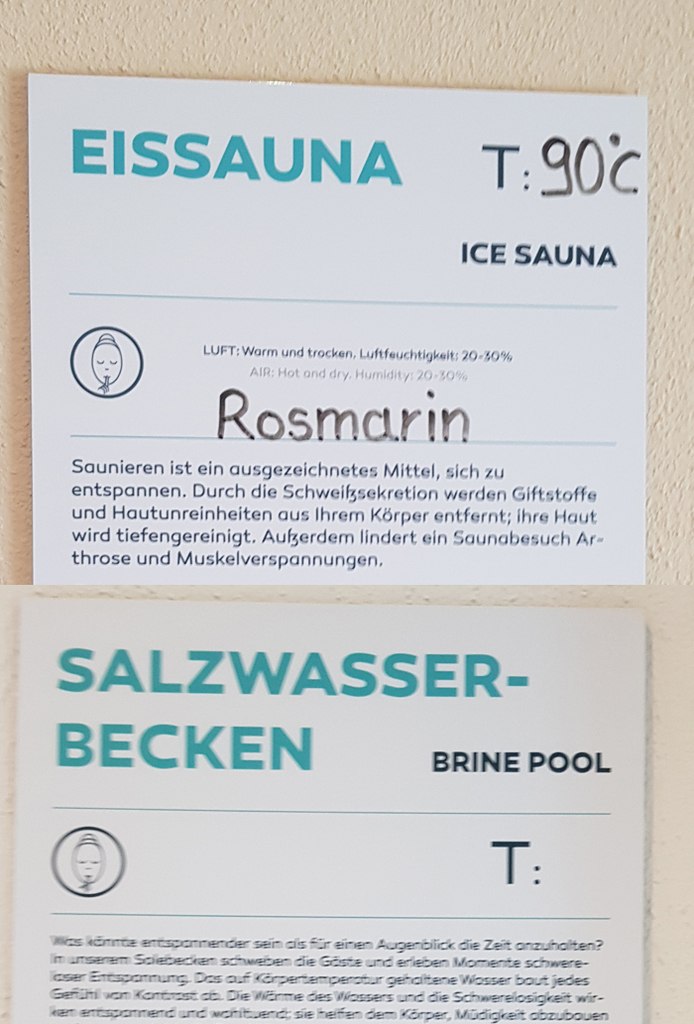 EISSAUNA T: 90°C
ICE SAUNA
LUFT: Warm und trocken, Luftfeuchtigkeit: 20-30%
AIR: Hot and dry. Humidity: 20-30%
Rosmarin
Saunieren ist ein ausgezeichnetes Mittel, sich zu
entspannen. Durch die Schweißsekretion werden Giftstoffe
und Hautunreinheiten aus Ihrem Körper entfernt; ihre Haut
wird tiefengereinigt. Außerdem lindert ein Saunabesuch Ar-
throse und Muskelverspannungen.
SALZWASSER-
BECKEN BRINE POOL
T:
Was könnte entspannender sein als für einen Augenblick die Zeit anzuhalten?
In unserem Solebecken schweben die Gäste und erleben Momente schwere-
loser Entspannung. Das auf Körpertemperatur gehaltene Wasser baut jedes
Gefühl von Kontrast ab. Die Wärme des Wassers und die Schwerelosigkeit wir-
ken entspannend und wohltuend; sie helfen dem Körper, Müdigkeit abzubauen